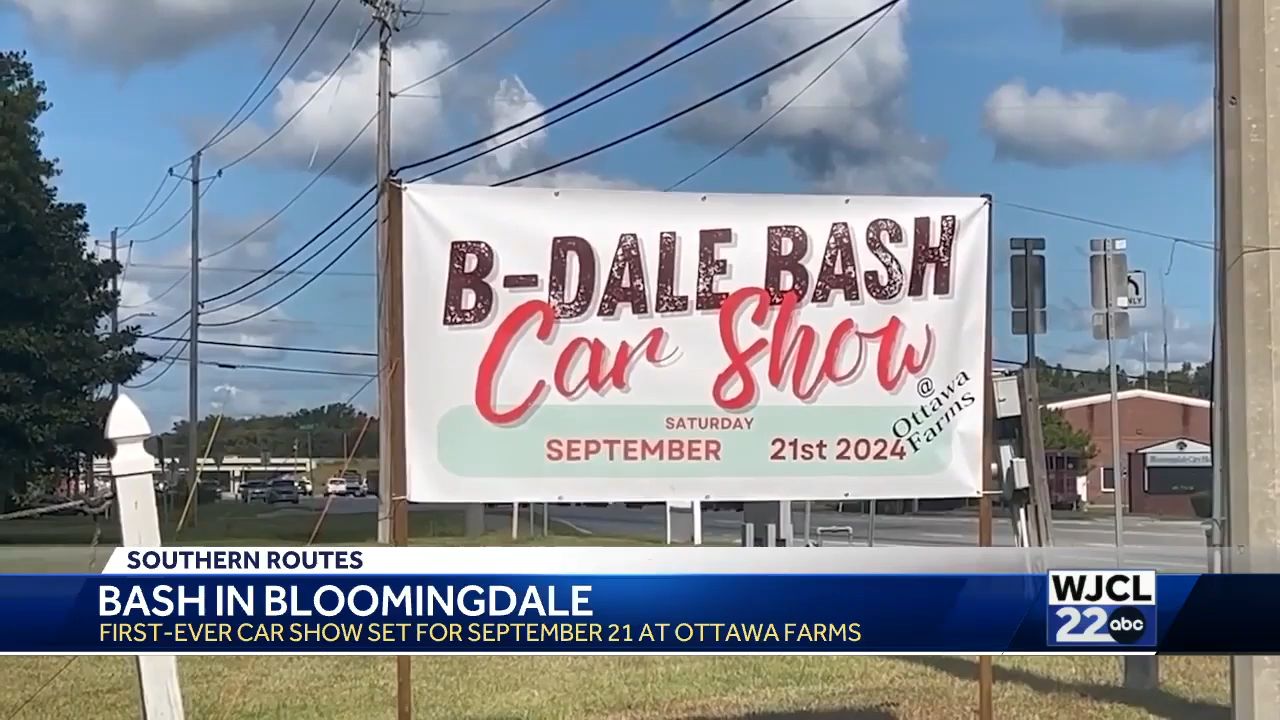 B-DALE BASH
Car Show
@
Ottawa
Farms
SATURDAY
SEPTEMBER 21st 2024
SOUTHERN ROUTES
BASH IN BLOOMINGDALE
FIRST-EVER CAR SHOW SET FOR SEPTEMBER 21 AT OTTAWA FARMS
WJCL
22 abc